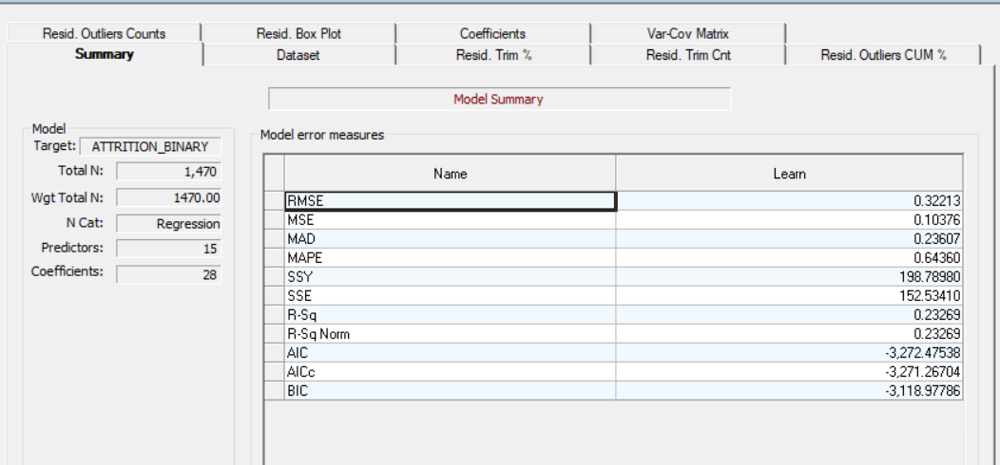 Resid. Outliers Counts Resid. Box Plot Coefficients Var-Cov Matrix
Summary Dataset Resid. Trim % Resid. Trim Cnt Resid. Outliers CUM %
Model Summary
Model
Target: ATTRITION_BINARY
Total N: 1,470
Wgt Total N: 1470.00
N Cat: Regression
Predictors: 15
Coefficients: 28
Model error measures
Name Learn
RMSE 0.32213
MSE 0.10376
MAD 0.23607
MAPE 0.64360
SSY 198.78980
SSE 152.53410
R-Sq 0.23269
R-Sq Norm 0.23269
AIC -3,272.47538
AICc -3,271.26704
BIC -3,118.97786